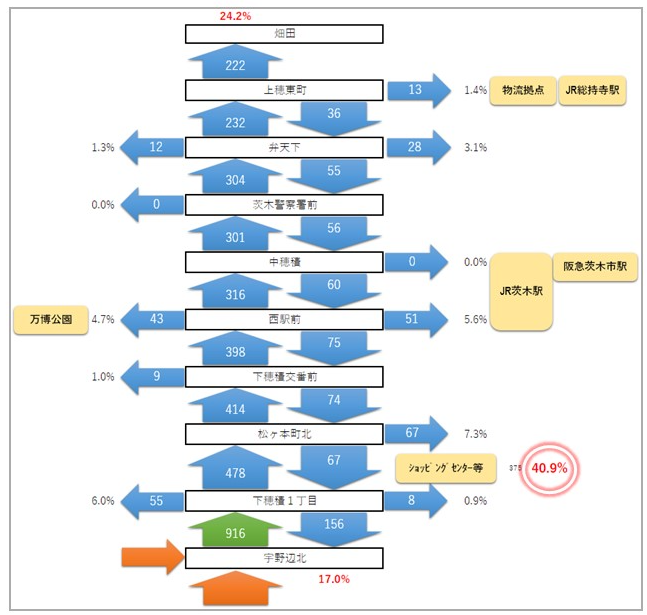 24.2%
畑田
222
上穂東町
13
1.4%
物流拠点
JR総持寺駅
232
36
1.3%
12
弁天下
28
3.1%
304
55
0.0%
0
茨木警察署前
301
56
中穂積
0
0.0%
阪急茨木市駅
JR茨木駅
316
60
万博公園
4.7%
43
西駅前
51
5.6%
398
75
1.0%
9
下穂積交番前
414
74
松ヶ本町北
67
7.3%
478
67
ｼｮｯﾋﾟﾝｸﾞｾﾝﾀｰ等
375
40.9%
6.0%
55
下穂積1丁目
8
0.9%
916
156
宇野辺北
17.0%